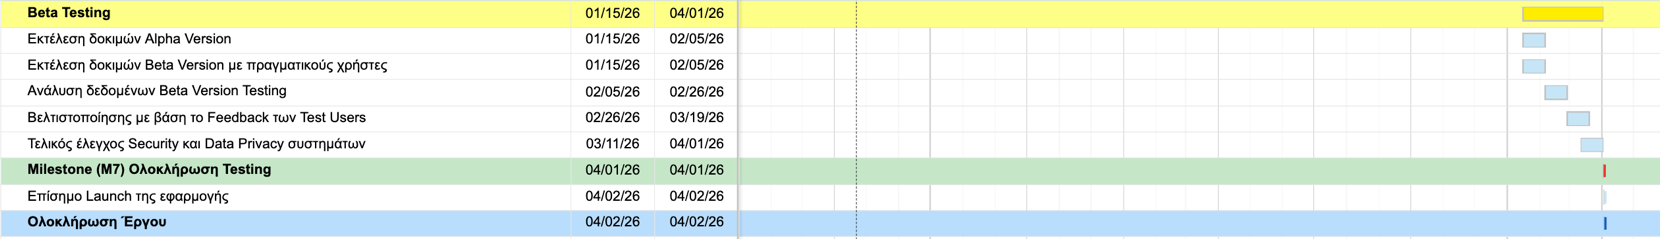 Beta Testing 01/15/26 04/01/26
Εκτέλεση δοκιμών Alpha Version 01/15/26 02/05/26
Εκτέλεση δοκιμών Beta Version με πραγματικούς χρήστες 01/15/26 02/05/26
Ανάλυση δεδομένων Beta Version Testing 02/05/26 02/26/26
Βελτιστοποίησης με βάση το Feedback των Test Users 02/26/26 03/19/26
Τελικός έλεγχος Security και Data Privacy συστημάτων 03/11/26 04/01/26
Milestone (M7) Ολοκλήρωση Testing 04/01/26 04/01/26
Επίσημο Launch της εφαρμογής 04/02/26 04/02/26
Ολοκλήρωση Έργου 04/02/26 04/02/26